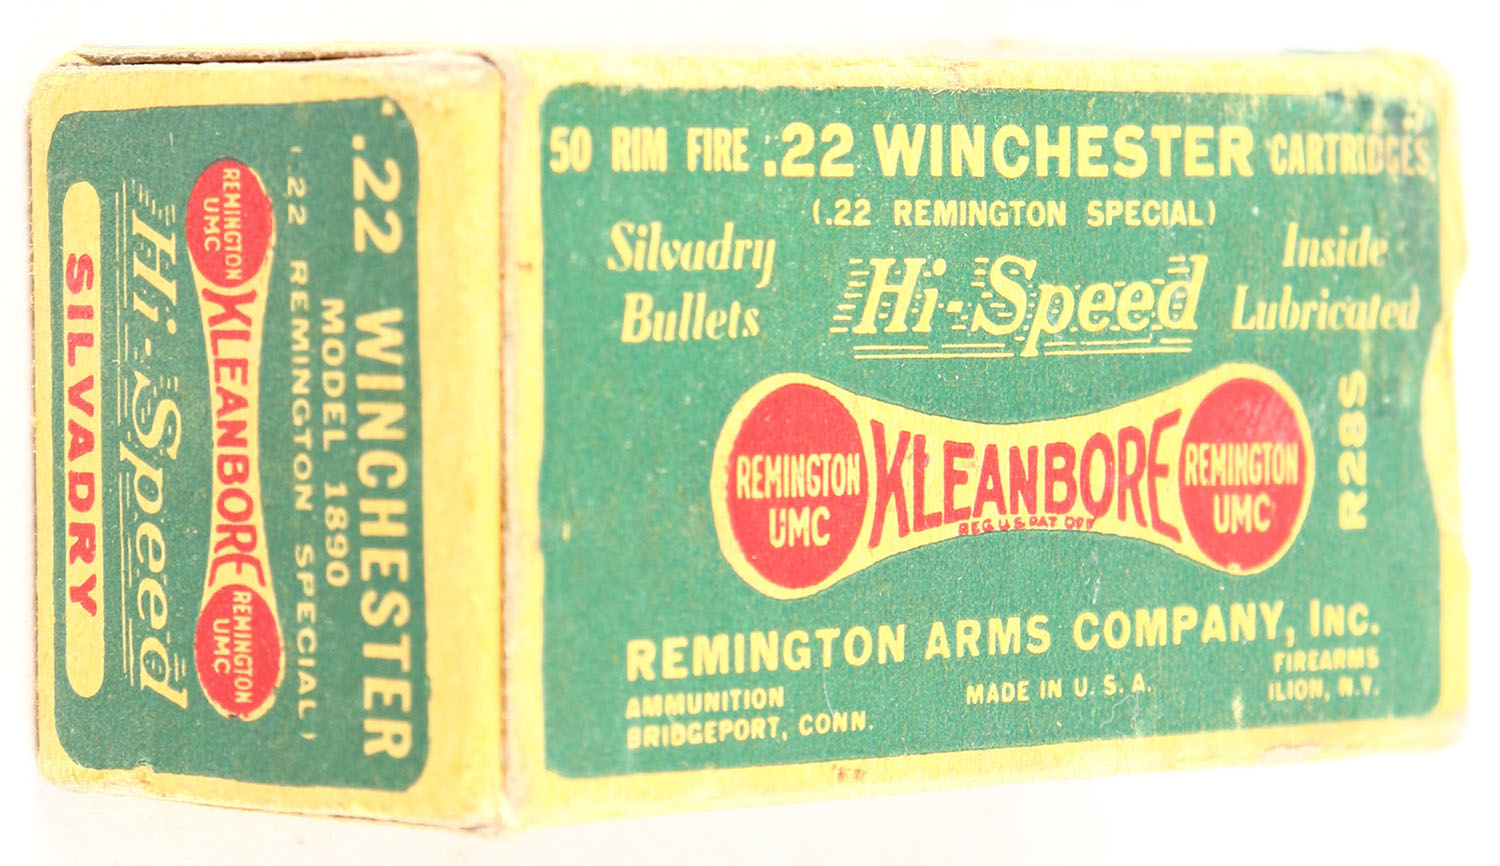 .22 WINCHESTER
MODEL 1890
(.22 REMINGTON SPECIAL)
REMINGTON
UMC
KLEANBORE
REMINGTON
UMC
Hi-Speed
SILVADRY
50 RIM FIRE .22 WINCHESTER CARTRIDGES
(.22 REMINGTON SPECIAL)
Silvadry
Bullets
Hi-Speed
Inside
Lubricated
REMINGTON
UMC
KLEANBORE
REG. U.S. PAT. OFF.
REMINGTON
UMC
R28S
REMINGTON ARMS COMPANY, INC.
AMMUNITION
BRIDGEPORT, CONN.
MADE IN U.S.A.
FIREARMS
ILION, N.Y.